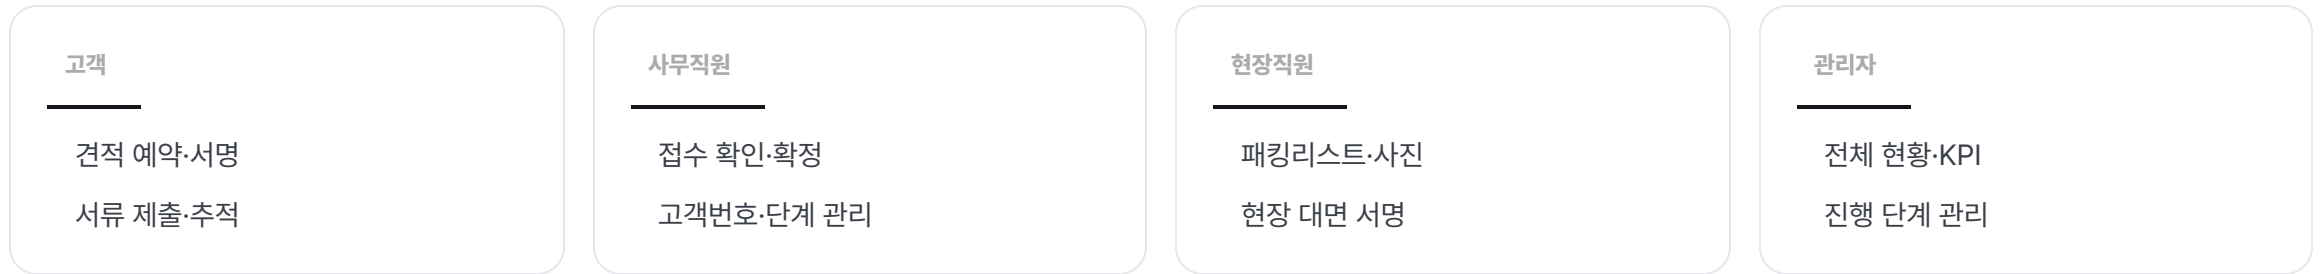 고객
견적 예약·서명
서류 제출·추적
사무직원
접수 확인·확정
고객번호·단계 관리
현장직원
패킹리스트·사진
현장 대면 서명
관리자
전체 현황·KPI
진행 단계 관리